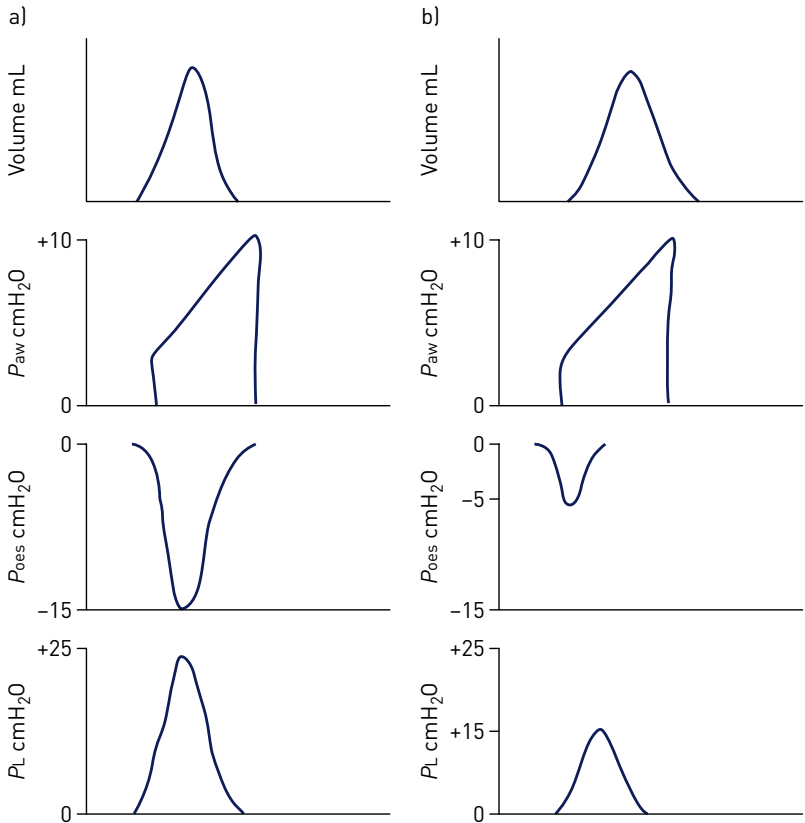 a)
Volume mL
+10
Paw cmH2O
0
0
Poes cmH2O
–15
+25
PL cmH2O
0
b)
Volume mL
+10
Paw cmH2O
0
0
–5
Poes cmH2O
–15
+25
+15
PL cmH2O
0